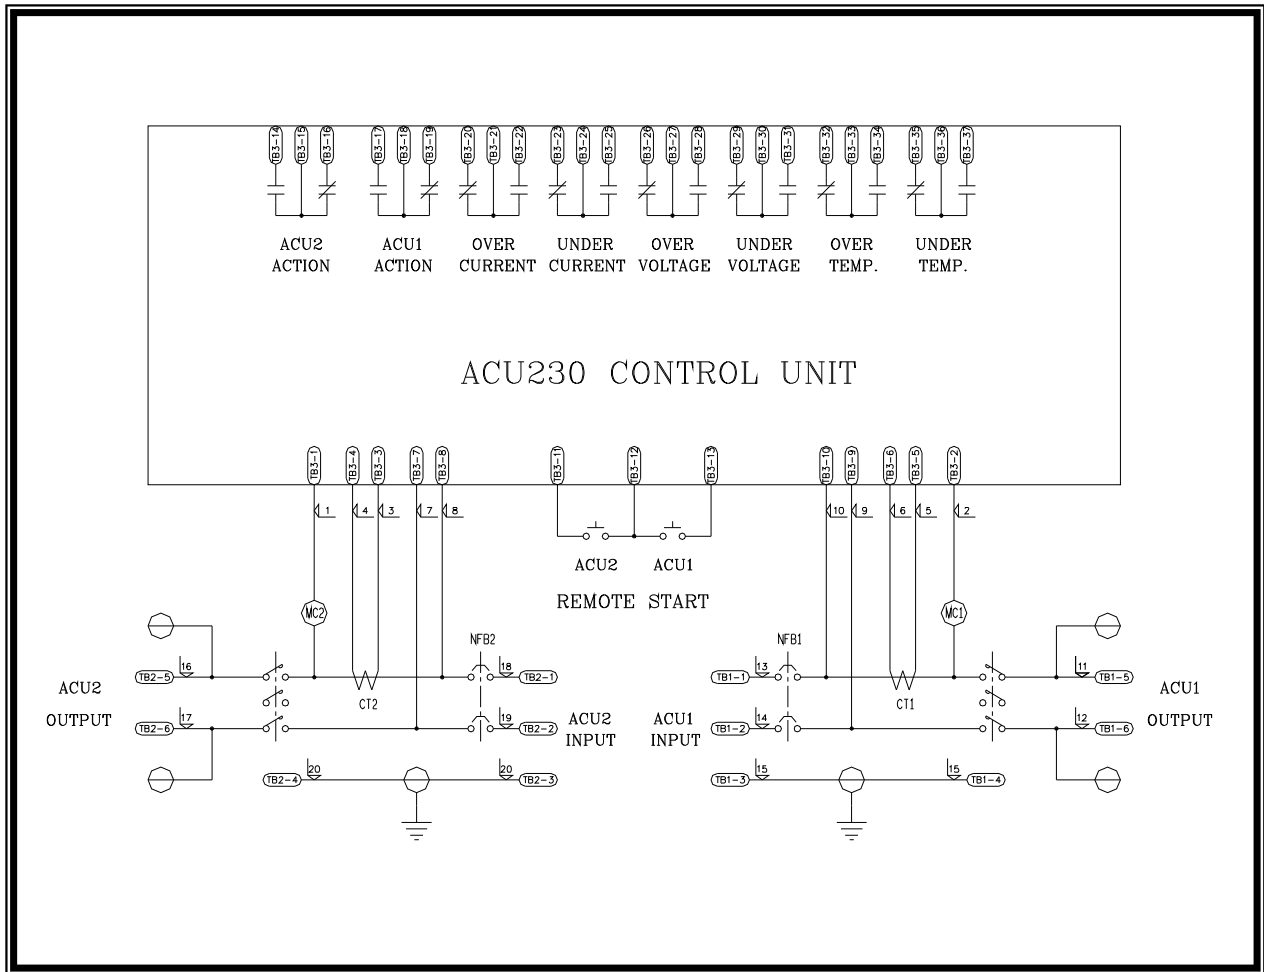 TB3-14 TB3-15 TB3-16 TB3-17 TB3-18 TB3-19 TB3-20 TB3-21 TB3-22 TB3-23 TB3-24 TB3-25 TB3-26 TB3-27 TB3-28 TB3-29 TB3-30 TB3-31 TB3-32 TB3-33 TB3-34 TB3-35 TB3-36 TB3-37
ACU2 ACU1 OVER UNDER OVER UNDER OVER UNDER
ACTION ACTION CURRENT CURRENT VOLTAGE VOLTAGE TEMP. TEMP.
ACU230 CONTROL UNIT
TB3-1 TB3-4 TB3-3 TB3-7 TB3-8 TB3-11 TB3-12 TB3-13 TB3-10 TB3-9 TB3-6 TB3-5 TB3-2
1 4 3 7 8 10 9 6 5 2
ACU2 ACU1
REMOTE START
MC2 MC1
NFB2 NFB1
16 18 13 11
TB2-5 TB2-1 TB1-1 TB1-5
ACU2 ACU1
CT2 CT1
OUTPUT OUTPUT
17 19 14 12
ACU2 ACU1
TB2-6 TB2-2 TB1-2 TB1-6
INPUT INPUT
20 20 15 15
TB2-4 TB2-3 TB1-3 TB1-4